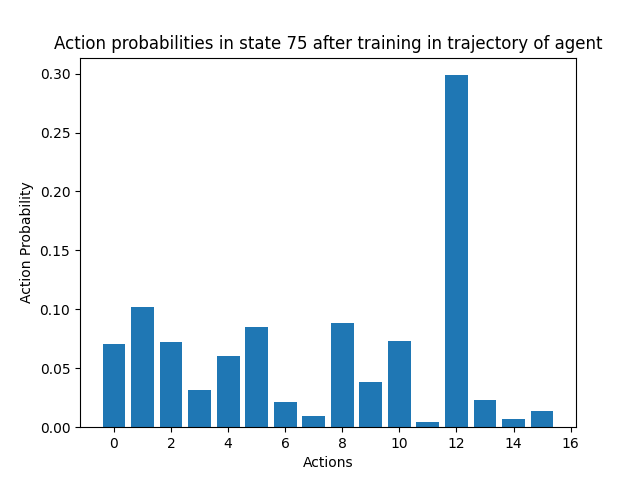 Action probabilities in state 75 after training in trajectory of agent
0.30
0.25
0.20
0.15
0.10
0.05
0.00
Action Probability
0 2 4 6 8 10 12 14 16
Actions